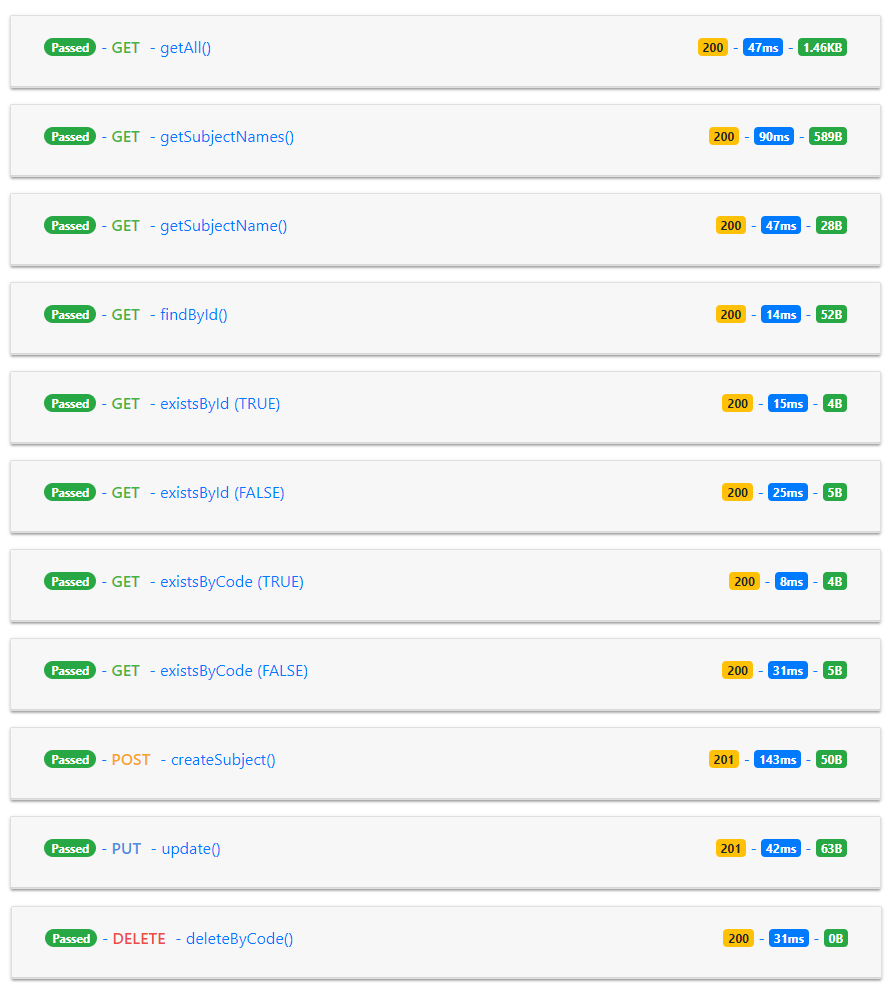 Passed - GET - getAll() 200 - 47ms - 1.46KB
Passed - GET - getSubjectNames() 200 - 90ms - 589B
Passed - GET - getSubjectName() 200 - 47ms - 28B
Passed - GET - findById() 200 - 14ms - 52B
Passed - GET - existsById (TRUE) 200 - 15ms - 4B
Passed - GET - existsById (FALSE) 200 - 25ms - 5B
Passed - GET - existsByCode (TRUE) 200 - 8ms - 4B
Passed - GET - existsByCode (FALSE) 200 - 31ms - 5B
Passed - POST - createSubject() 201 - 143ms - 50B
Passed - PUT - update() 201 - 42ms - 63B
Passed - DELETE - deleteByCode() 200 - 31ms - 0B